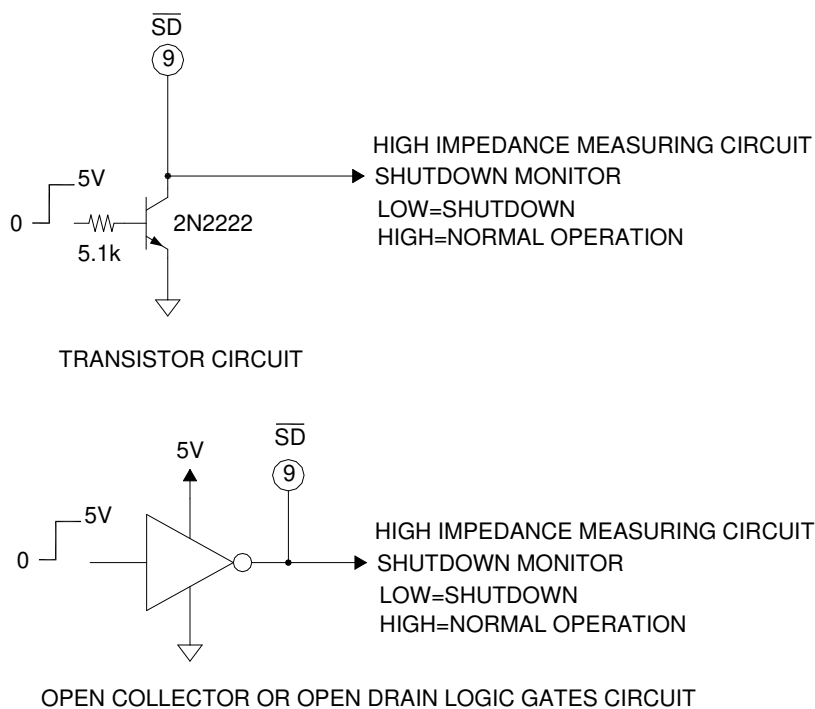 SD
9
HIGH IMPEDANCE MEASURING CIRCUIT
5V
SHUTDOWN MONITOR
0
2N2222
LOW=SHUTDOWN
HIGH=NORMAL OPERATION
5.1k
TRANSISTOR CIRCUIT
5V
SD
9
5V
HIGH IMPEDANCE MEASURING CIRCUIT
0
SHUTDOWN MONITOR
LOW=SHUTDOWN
HIGH=NORMAL OPERATION
OPEN COLLECTOR OR OPEN DRAIN LOGIC GATES CIRCUIT